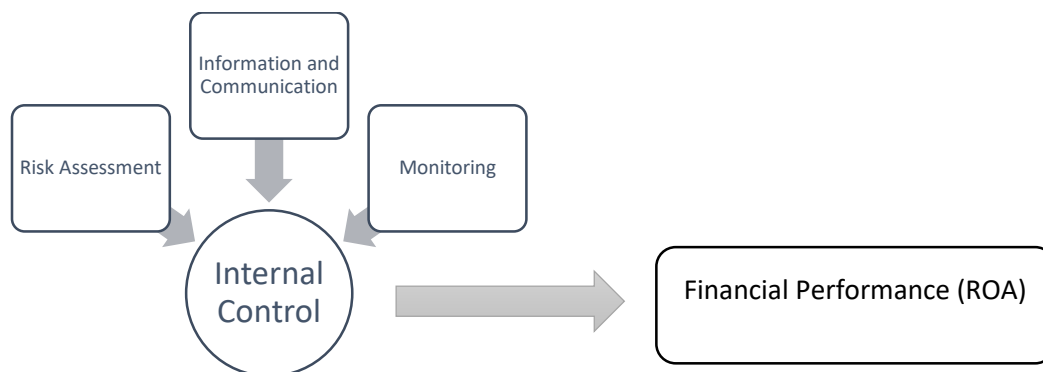 Information and
Communication
Risk Assessment
Monitoring
Internal
Control
Financial Performance (ROA)